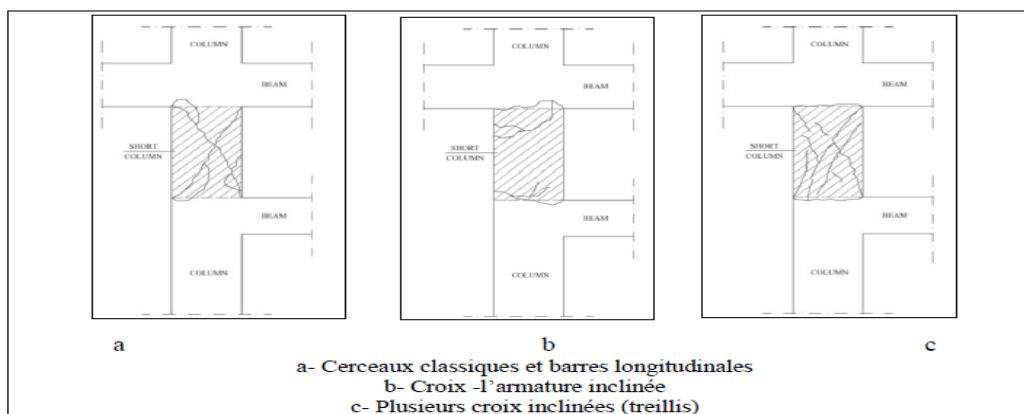 COLUMN
BEAM
SHORT
COLUMN
BEAM
COLUMN
COLUMN
BEAM
SHORT
COLUMN
BEAM
COLUMN
COLUMN
BEAM
SHORT
COLUMN
BEAM
COLUMN
a b c
a- Cerceaux classiques et barres longitudinales
b- Croix -l’armature inclinée
c- Plusieurs croix inclinées (treillis)